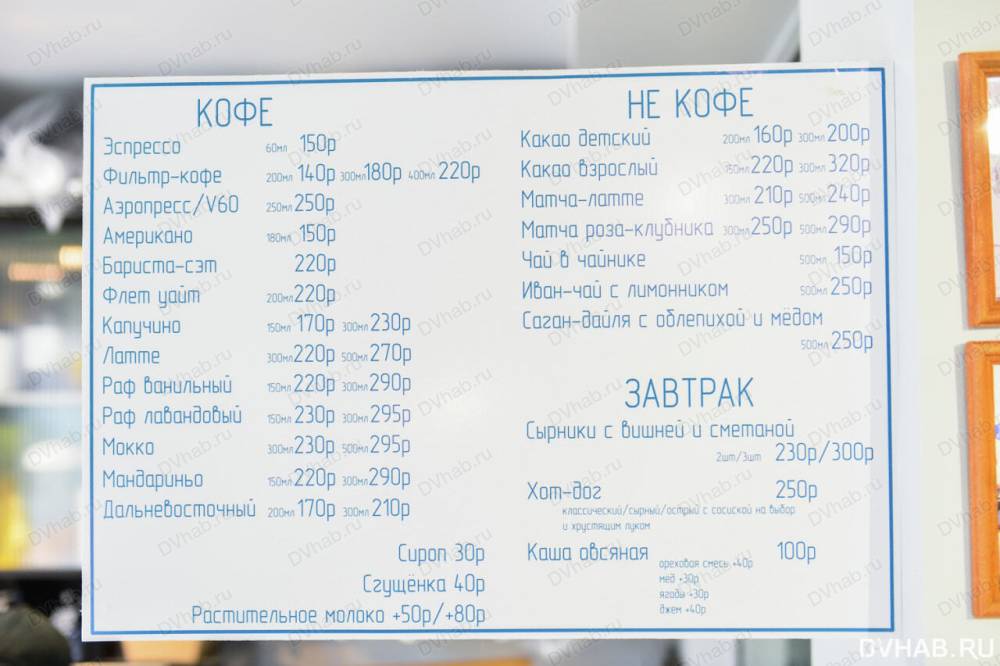 КОФЕ
Эспрессо 60мл 150р
Фильтр-кофе 200мл 140р 300мл 180р 400мл 220р
Аэропресс/V60 250мл 250р
Американо 180мл 150р
Бариста-сэт 220р
Флет уайт 200мл 220р
Капучино 150мл 170р 300мл 230р
Латте 300мл 220р 500мл 270р
Раф ванильный 150мл 220р 300мл 290р
Раф лавандовый 150мл 230р 300мл 295р
Мокко 300мл 230р 500мл 295р
Мандариньо 150мл 220р 300мл 290р
Дальневосточный 200мл 170р 300мл 210р
Сироп 30р
Сгущёнка 40р
Растительное молоко +50р/+80р
НЕ КОФЕ
Какао детский 200мл 160р 300мл 200р
Какао взрослый 150мл 220р 300мл 320р
Матча-латте 300мл 210р 500мл 240р
Матча роза-клубника 300мл 250р 500мл 290р
Чай в чайнике 500мл 150р
Иван-чай с лимонником 500мл 250р
Саган-дайля с облепихой и мёдом
500мл 250р
ЗАВТРАК
Сырники с вишней и сметаной
2шт/3шт 230р/300р
Хот-дог 250р
классический/сырный/острый с сосиской на выбор
и хрустящим луком
Каша овсяная 100р
ореховая смесь +40р
мед +30р
ягоды +30р
джем +40р
DVHAB.RU